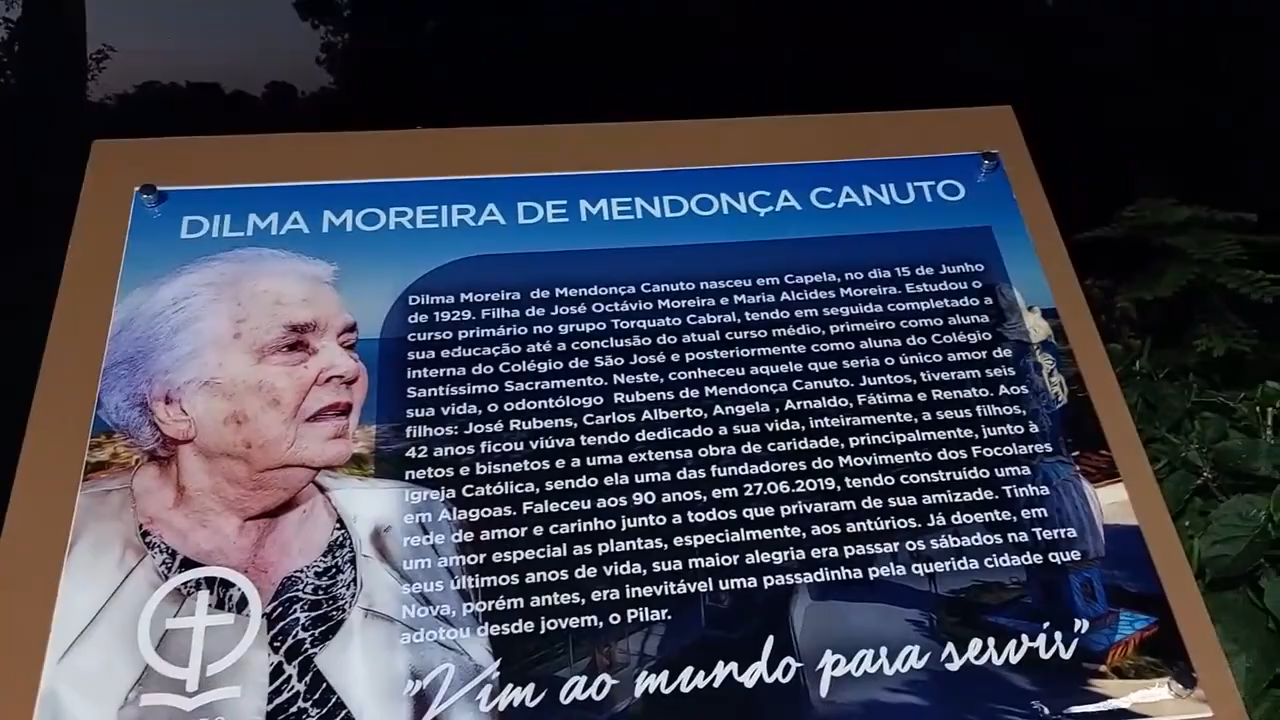 DILMA MOREIRA DE MENDONÇA CANUTO
Dilma Moreira de Mendonça Canuto nasceu em Capela, no dia 15 de Junho
de 1929. Filha de José Octávio Moreira e Maria Alcides Moreira. Estudou o
curso primário no grupo Torquato Cabral, tendo em seguida completado a
sua educação até a conclusão do atual curso médio, primeiro como aluna
interna do Colégio de São José e posteriormente como aluna do Colégio
Santíssimo Sacramento. Neste, conheceu aquele que seria o único amor de
sua vida, o odontólogo Rubens de Mendonça Canuto. Juntos, tiveram seis
filhos: José Rubens, Carlos Alberto, Angela , Arnaldo, Fátima e Renato. Aos
42 anos ficou viúva tendo dedicado a sua vida, inteiramente, a seus filhos,
netos e bisnetos e a uma extensa obra de caridade, principalmente, junto à
Igreja Católica, sendo ela uma das fundadores do Movimento dos Focolares
em Alagoas. Faleceu aos 90 anos, em 27.06.2019, tendo construído uma
rede de amor e carinho junto a todos que privaram de sua amizade. Tinha
um amor especial as plantas, especialmente, aos antúrios. Já doente, em
seus últimos anos de vida, sua maior alegria era passar os sábados na Terra
Nova, porém antes, era inevitável uma passadinha pela querida cidade que
adotou desde jovem, o Pilar.
"Vim ao mundo para servir"